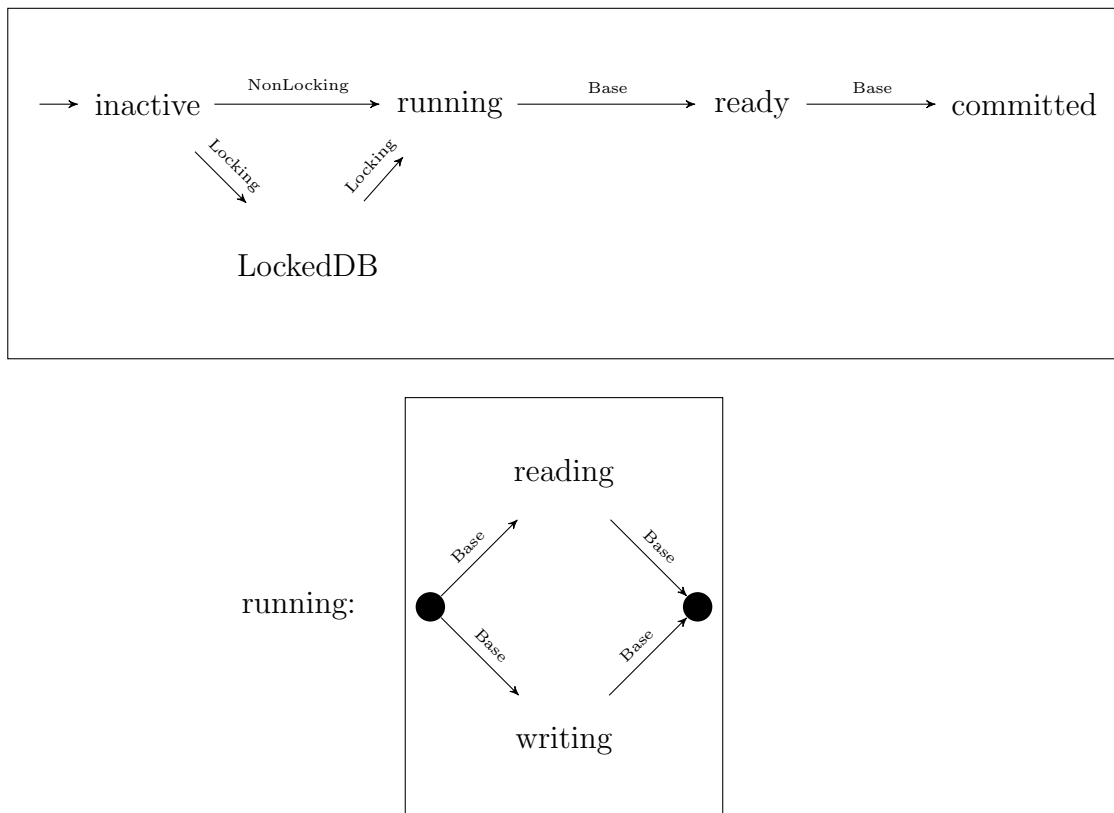 NonLocking
Base
Base
inactive
running
ready
committed
Locking
Locking
LockedDB
reading
Base
Base
running:
Base
Base
writing